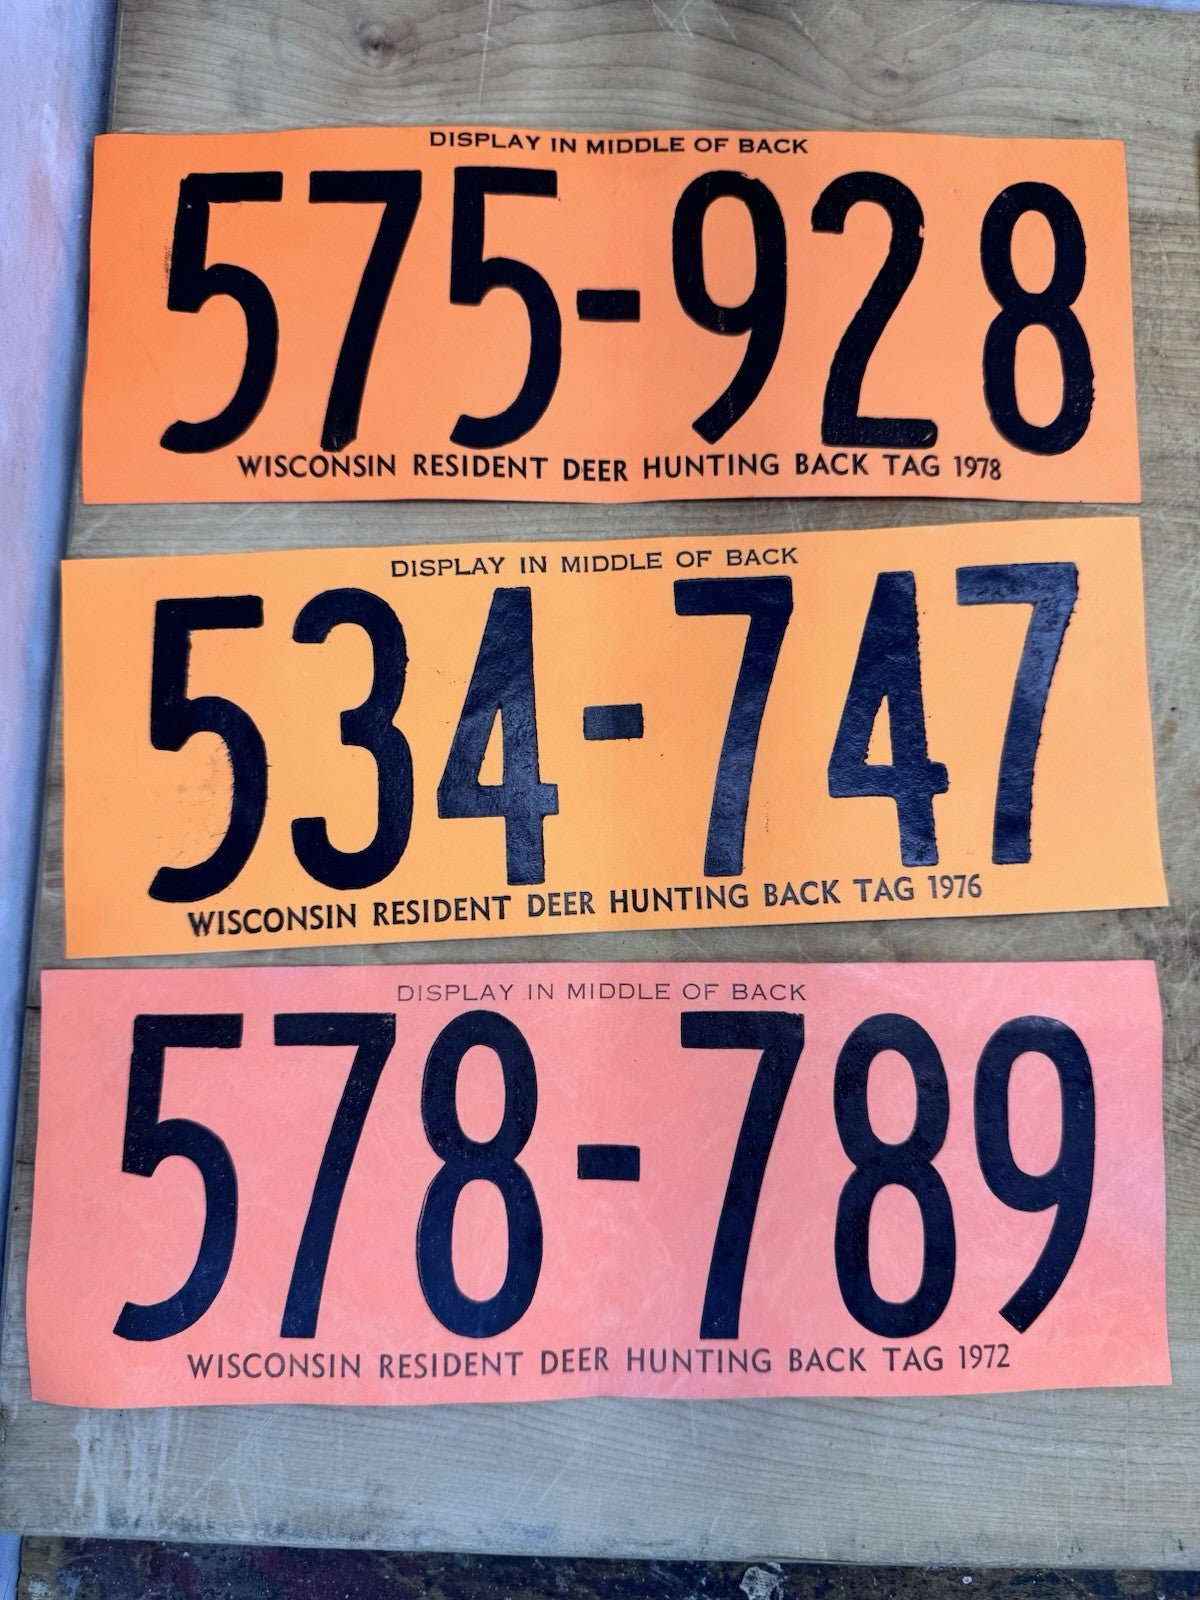 DISPLAY IN MIDDLE OF BACK
575-928
WISCONSIN RESIDENT DEER HUNTING BACK TAG 1978
DISPLAY IN MIDDLE OF BACK
534-747
WISCONSIN RESIDENT DEER HUNTING BACK TAG 1976
DISPLAY IN MIDDLE OF BACK
578-789
WISCONSIN RESIDENT DEER HUNTING BACK TAG 1972